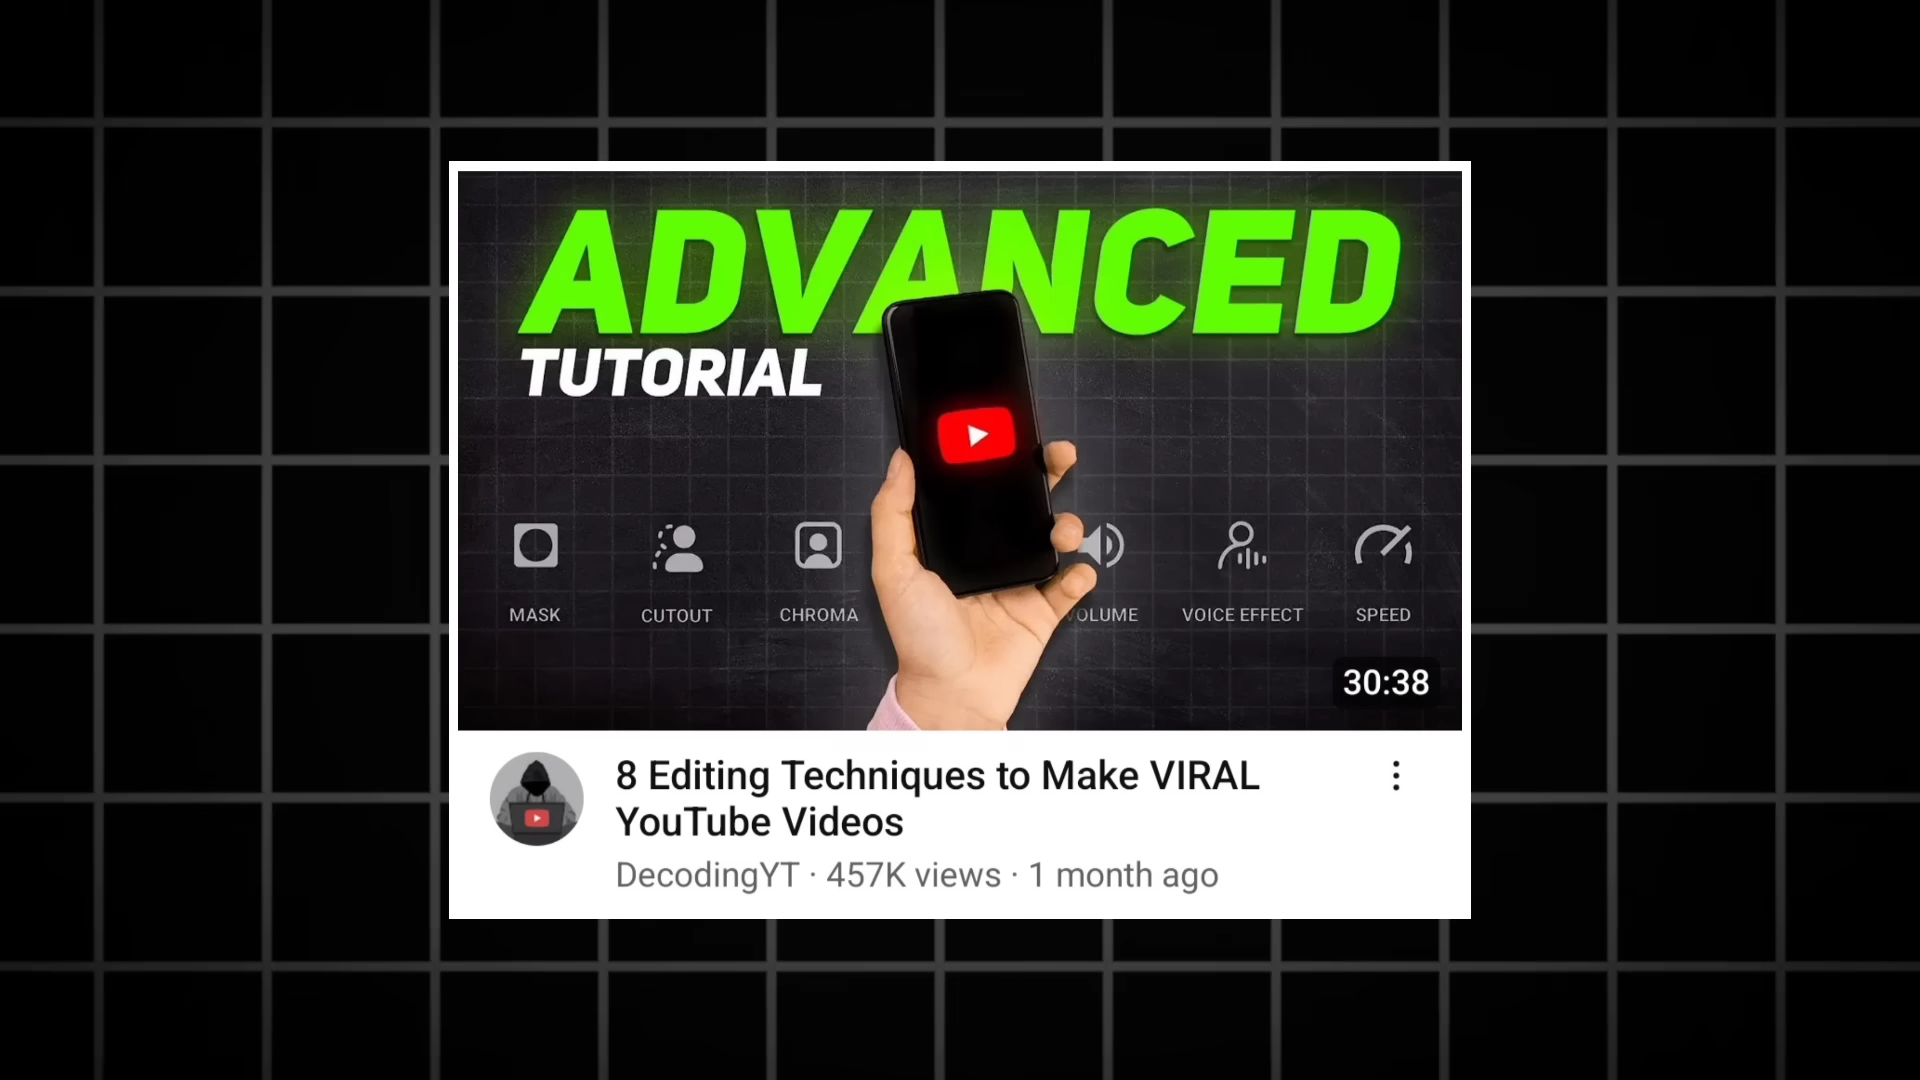 ADVANCED
TUTORIAL
MASK
CUTOUT
CHROMA
VOLUME
VOICE EFFECT
SPEED
30:38
8 Editing Techniques to Make VIRAL
YouTube Videos
DecodingYT · 457K views · 1 month ago